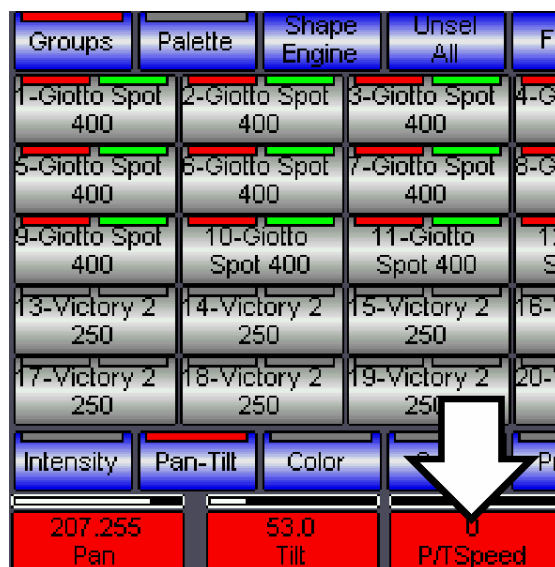 Groups
Palette
Shape
Engine
Unsel
All
F
1-Giotto Spot
400
2-Giotto Spot
400
3-Giotto Spot
400
4-G
5-Giotto Spot
400
6-Giotto Spot
400
7-Giotto Spot
400
8-G
9-Giotto Spot
400
10-Giotto
Spot 400
11-Giotto
Spot 400
13-Victory 2
250
14-Victory 2
250
15-Victory 2
250
16-
17-Victory 2
250
18-Victory 2
250
19-Victory 2
250
20-
Intensity
Pan-Tilt
Color
207.255
Pan
53.0
Tilt
0
P/TSpeed